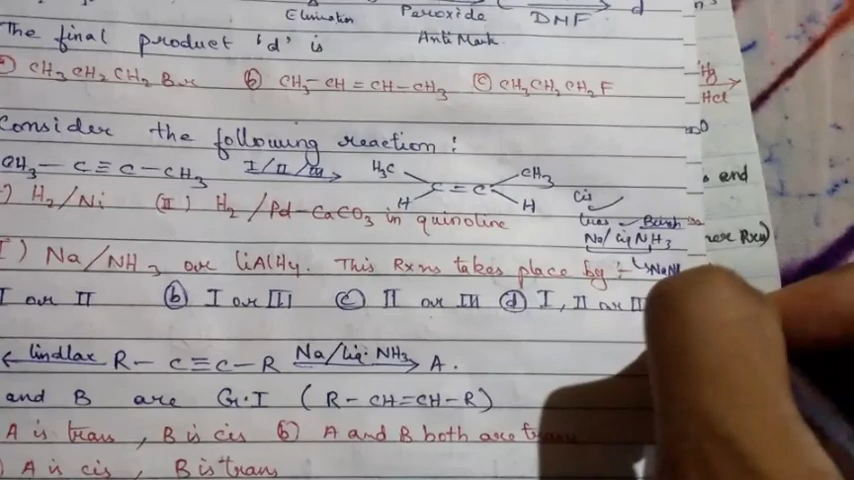 Elimination Peroxide DMF d
The final product 'd' is Anti Mark.
CH3CH2CH2Br (b) CH3-CH=CH-CH3 (c) CH3CH2CH2F
Hg
HCl
Consider the following reaction:
CH3-C≡C-CH3 I/II/III → H3C H C=C CH3 H
end
) H2/Ni (II) H2/Pd-CaCO3 in quinoline
cis
trans - Birch
Na/liq NH3
I) Na/NH3 or LiAlH4. This Rxns takes place by:-
I or II (b) I or III (c) II or III (d) I, II or
← lindlar R-C≡C-R Na/liq. NH3 → A.
and B are G.I (R-CH=CH-R)
A is trans, B is cis (b) A and B both are trans
) A is cis, B is trans